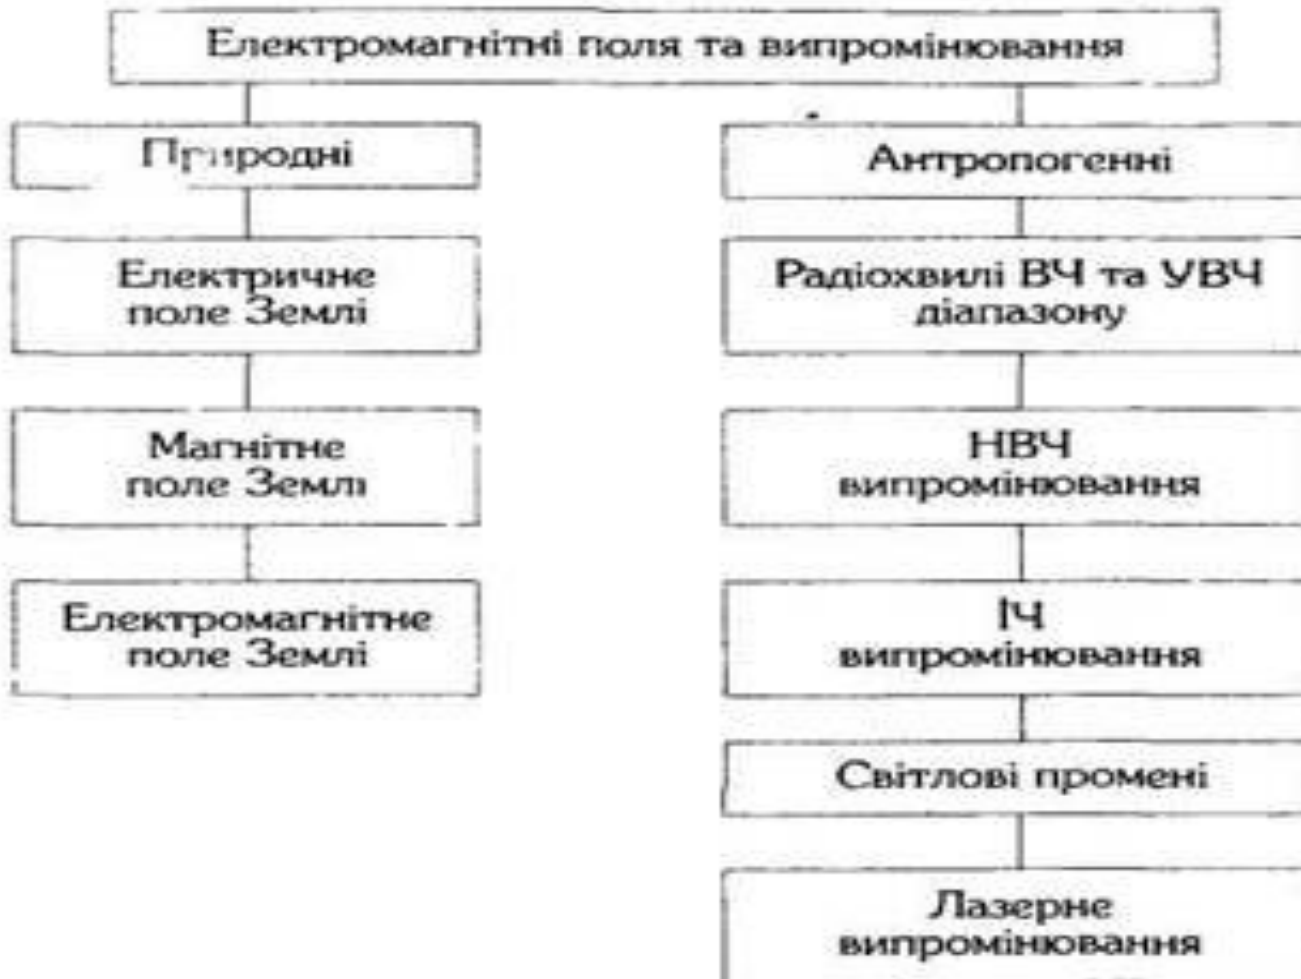 Електромагнітні поля та випромінювання
Природні
Антропогенні
Електричне
поле Землі
Радіохвилі ВЧ та УВЧ
діапазону
Магнітне
поле Землі
НВЧ
випромінювання
Електромагнітне
поле Землі
ІЧ
випромінювання
Світлові промені
Лазерне
випромінювання